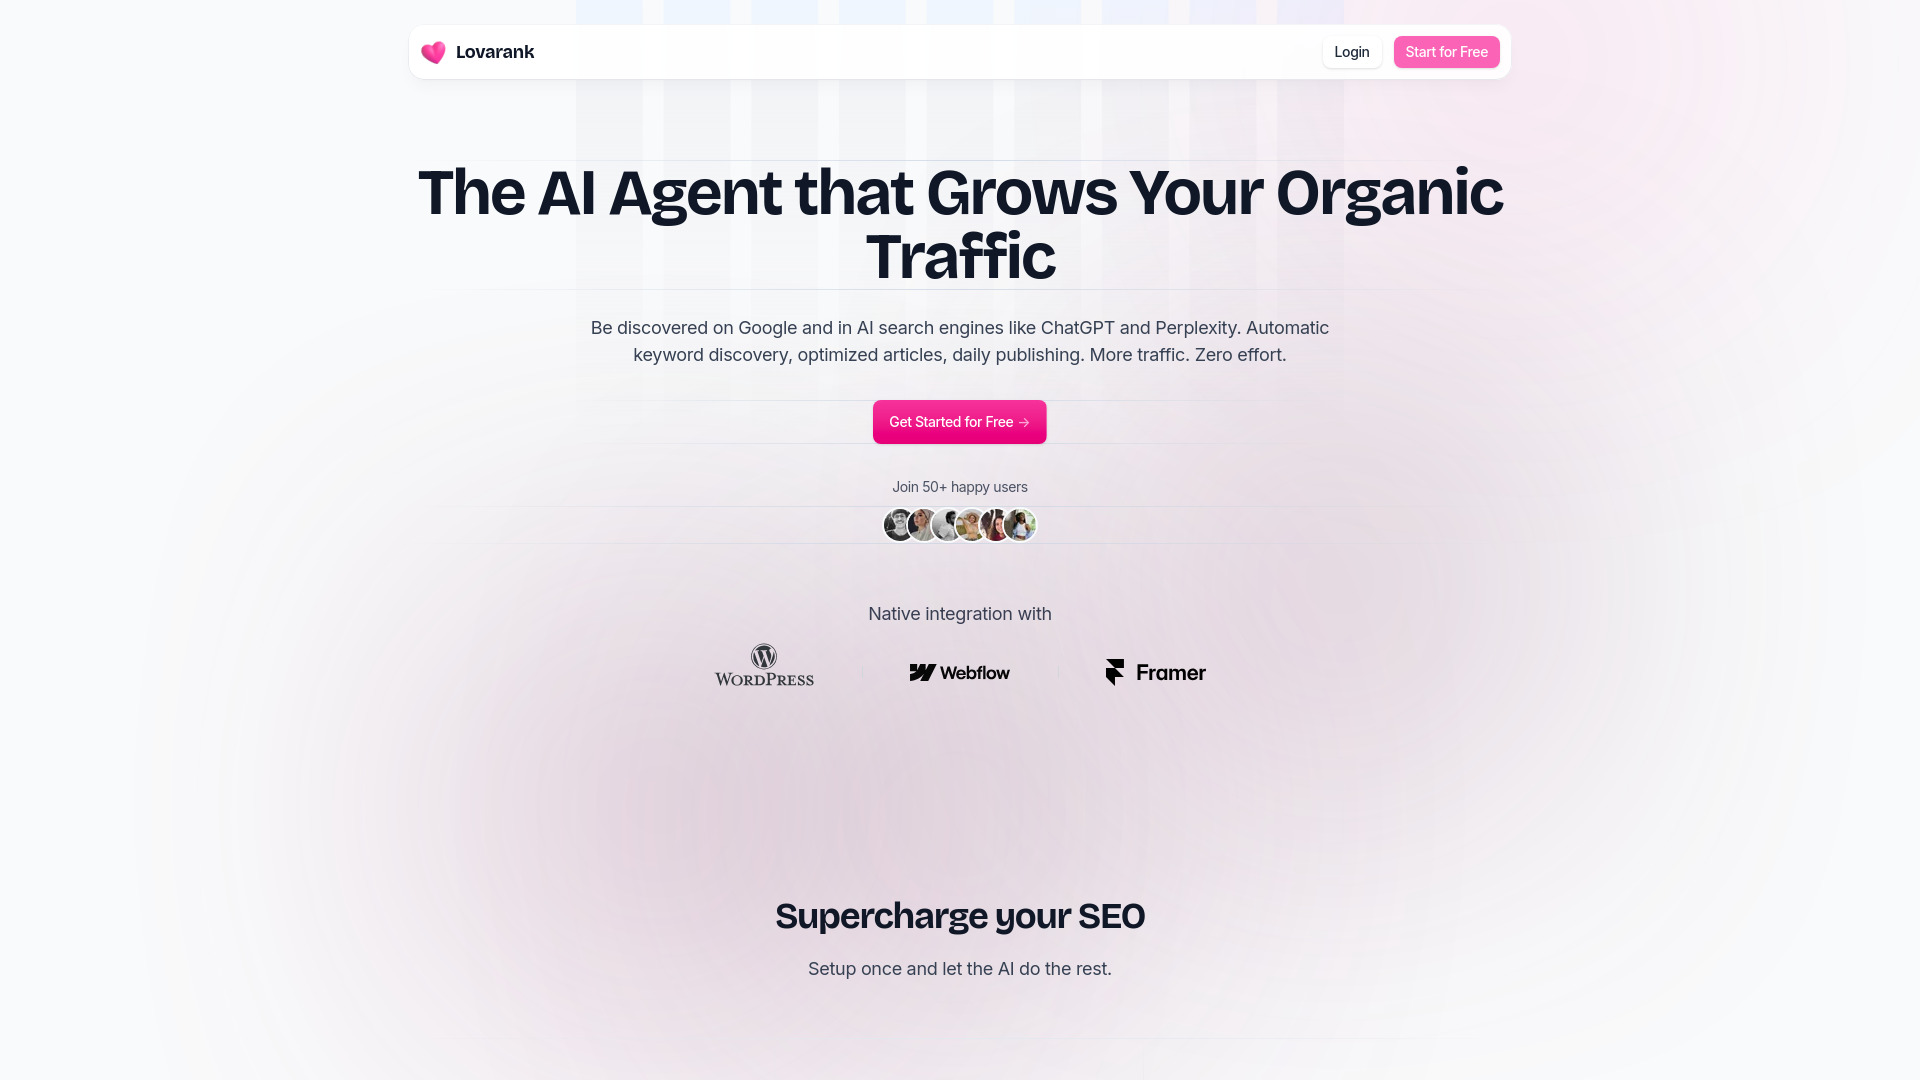 Lovarank
Login
Start for Free
The AI Agent that Grows Your Organic
Traffic
Be discovered on Google and in AI search engines like ChatGPT and Perplexity. Automatic
keyword discovery, optimized articles, daily publishing. More traffic. Zero effort.
Get Started for Free →
Join 50+ happy users
Native integration with
WORDPRESS
Webflow
Framer
Supercharge your SEO
Setup once and let the AI do the rest.